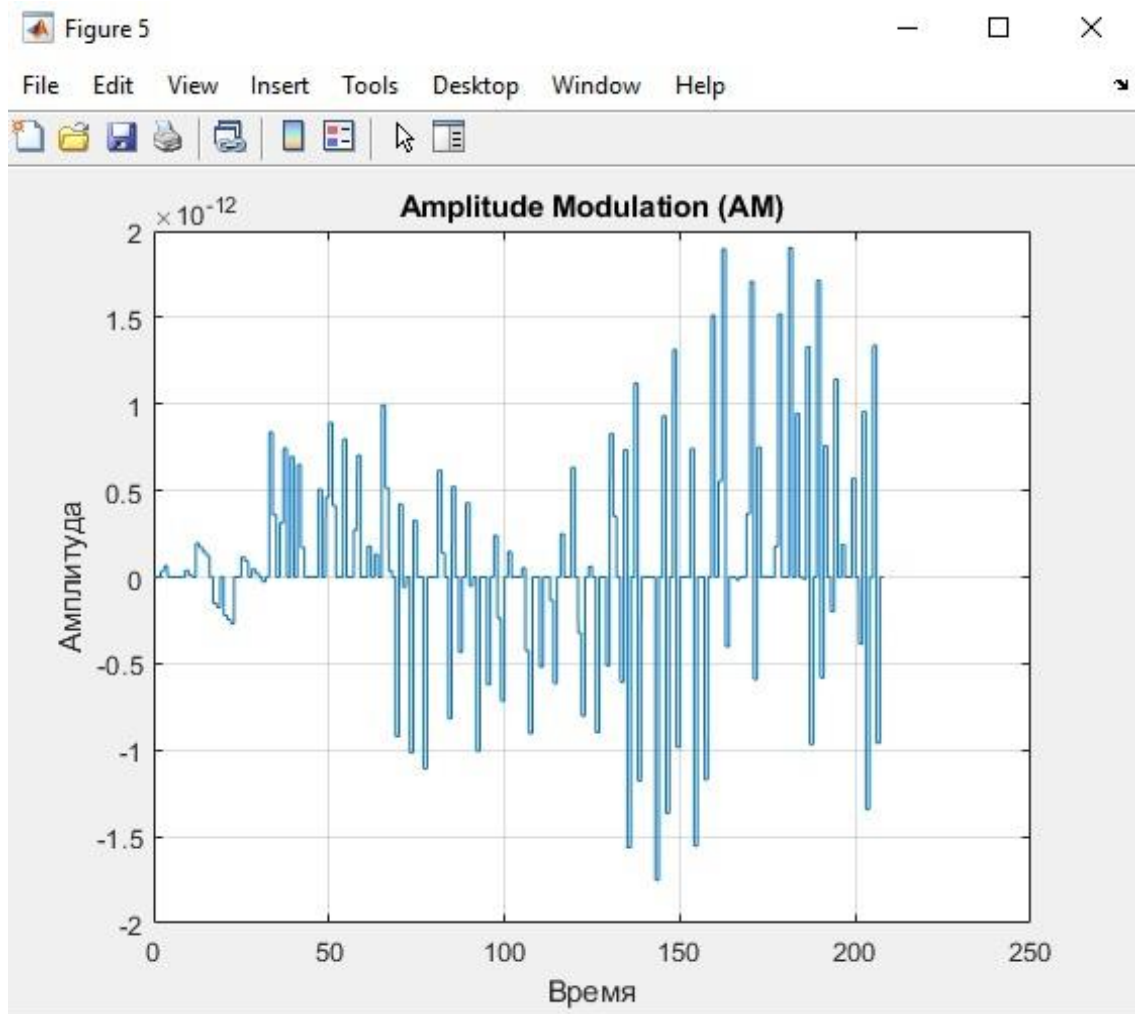 Figure 5
File Edit View Insert Tools Desktop Window Help
Amplitude Modulation (AM)
×10⁻¹²
2
1.5
1
0.5
0
-0.5
-1
-1.5
-2
Амплитуда
0 50 100 150 200 250
Время